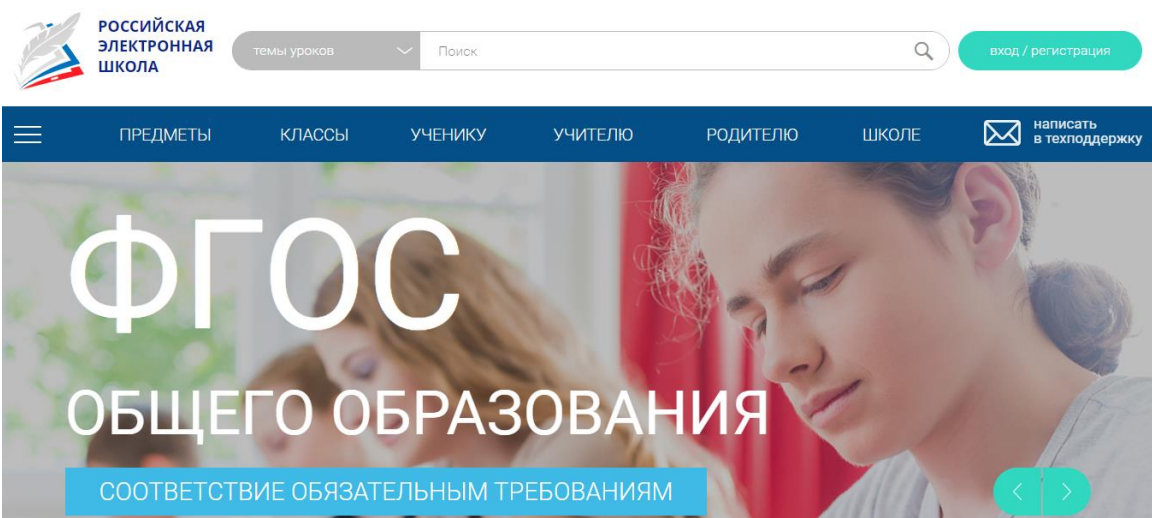 РОССИЙСКАЯ
ЭЛЕКТРОННАЯ
ШКОЛА
темы уроков
Поиск
вход / регистрация
ПРЕДМЕТЫ КЛАССЫ УЧЕНИКУ УЧИТЕЛЮ РОДИТЕЛЮ ШКОЛЕ
написать
в техподдержку
ФГОС
ОБЩЕГО ОБРАЗОВАНИЯ
СООТВЕТСТВИЕ ОБЯЗАТЕЛЬНЫМ ТРЕБОВАНИЯМ